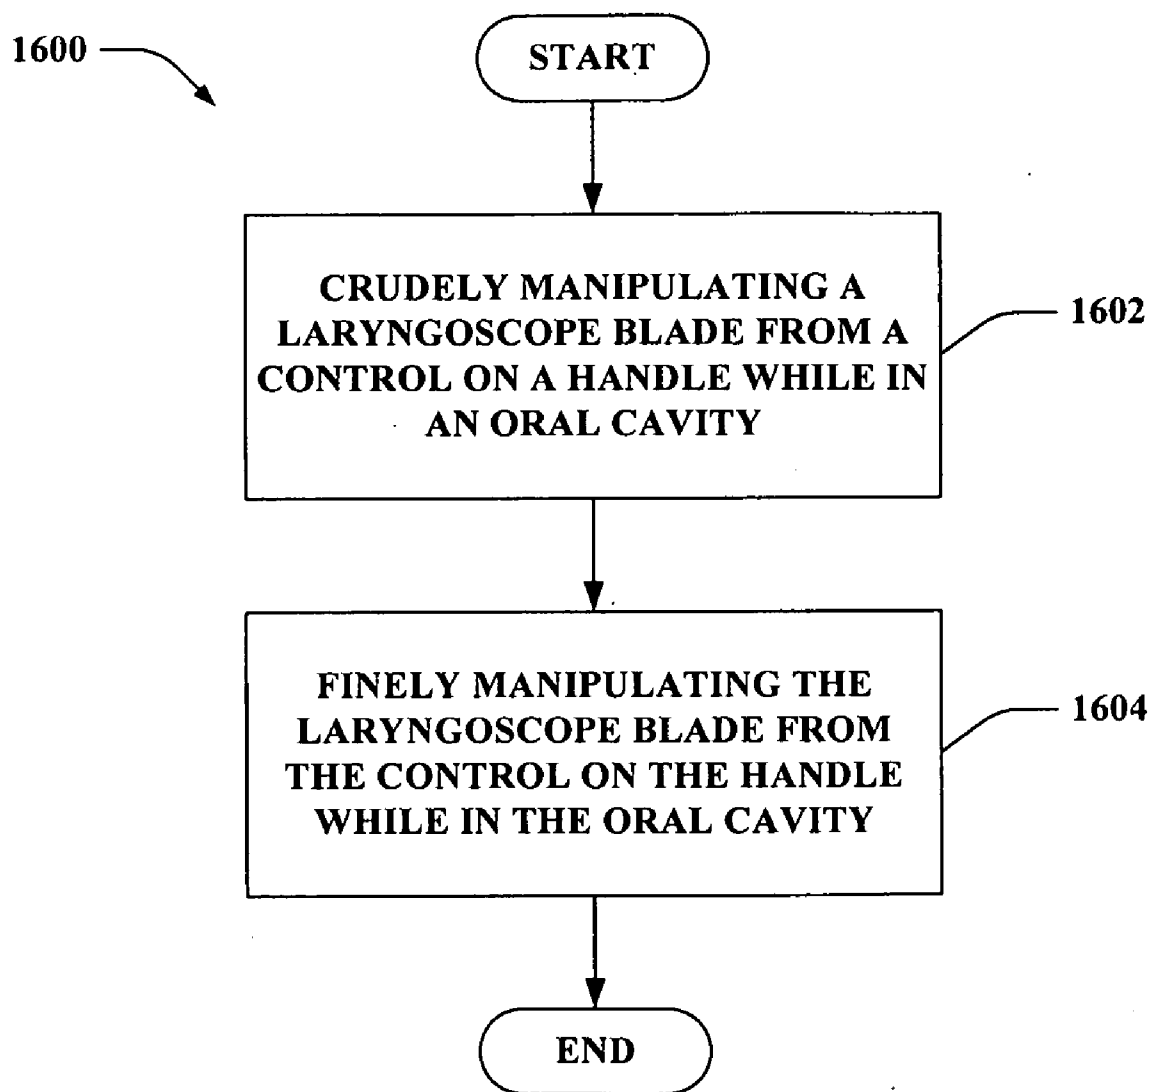 1600
START
CRUDELY MANIPULATING A
LARYNGOSCOPE BLADE FROM A
CONTROL ON A HANDLE WHILE IN
AN ORAL CAVITY
1602
FINELY MANIPULATING THE
LARYNGOSCOPE BLADE FROM
THE CONTROL ON THE HANDLE
WHILE IN THE ORAL CAVITY
1604
END